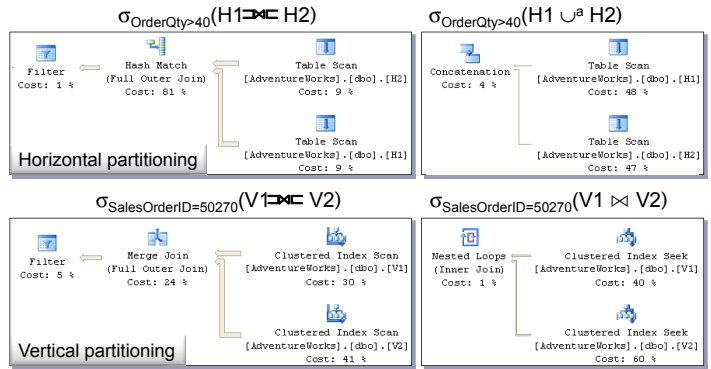 σOrderQty>40(H1⟗ H2)
σOrderQty>40(H1 ∪ᵃ H2)
Filter
Cost: 1 %
Hash Match
(Full Outer Join)
Cost: 81 %
Table Scan
[AdventureWorks].[dbo].[H2]
Cost: 9 %
Table Scan
[AdventureWorks].[dbo].[H1]
Cost: 9 %
Horizontal partitioning
Concatenation
Cost: 4 %
Table Scan
[AdventureWorks].[dbo].[H1]
Cost: 48 %
Table Scan
[AdventureWorks].[dbo].[H2]
Cost: 47 %
σSalesOrderID=50270(V1⟗ V2)
σSalesOrderID=50270(V1 ⋈ V2)
Filter
Cost: 5 %
Merge Join
(Full Outer Join)
Cost: 24 %
Clustered Index Scan
[AdventureWorks].[dbo].[V1]
Cost: 30 %
Clustered Index Scan
[AdventureWorks].[dbo].[V2]
Cost: 41 %
Vertical partitioning
Nested Loops
(Inner Join)
Cost: 1 %
Clustered Index Seek
[AdventureWorks].[dbo].[V1]
Cost: 40 %
Clustered Index Seek
[AdventureWorks].[dbo].[V2]
Cost: 60 %